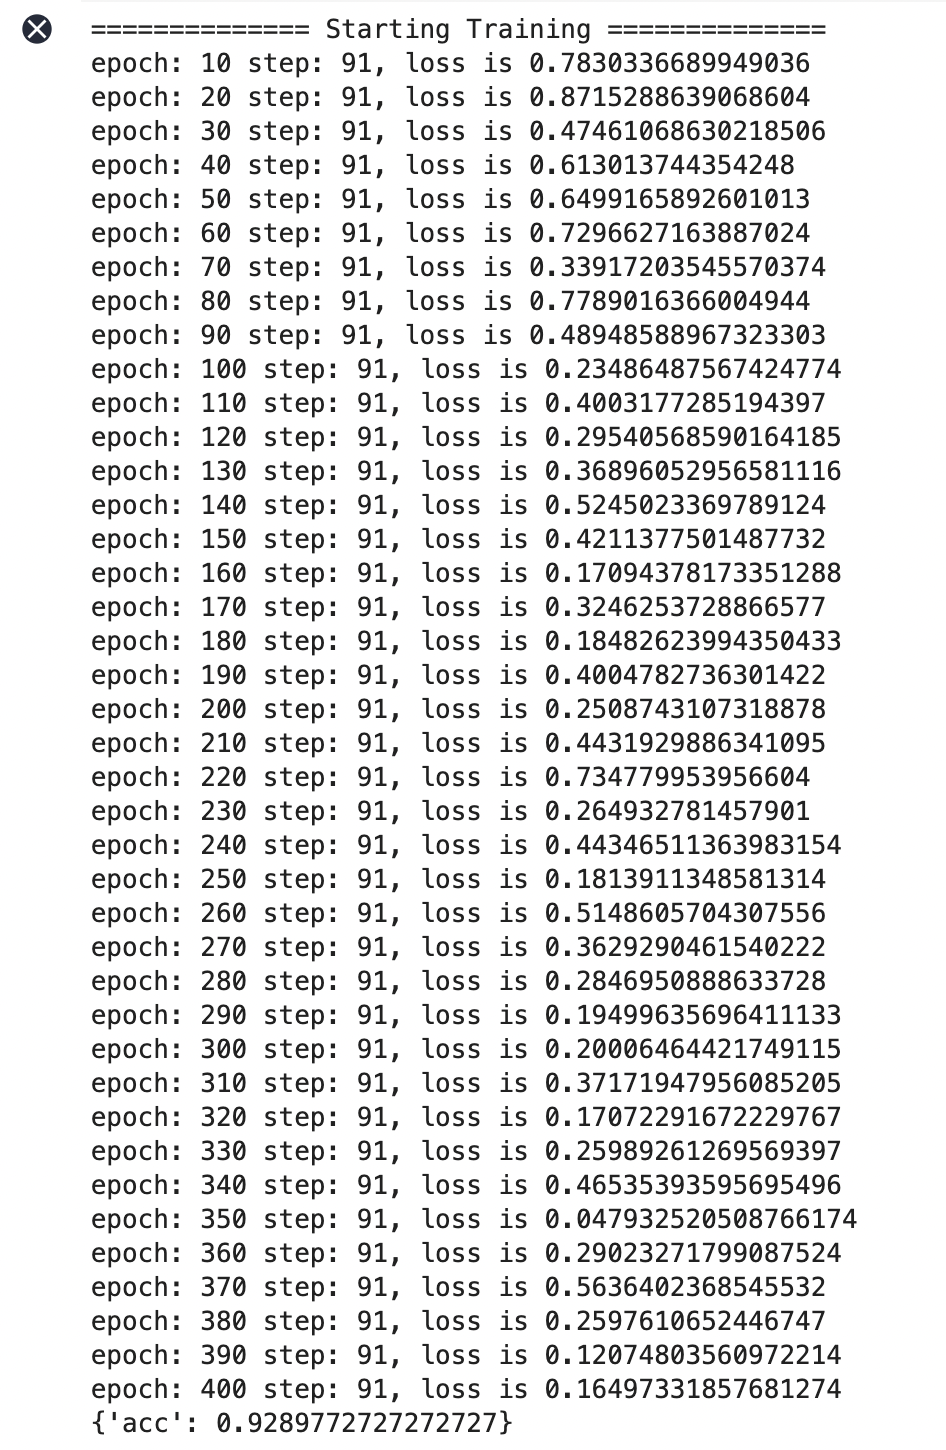 ============== Starting Training ==============
epoch: 10 step: 91, loss is 0.7830336689949036
epoch: 20 step: 91, loss is 0.8715288639068604
epoch: 30 step: 91, loss is 0.47461068630218506
epoch: 40 step: 91, loss is 0.613013744354248
epoch: 50 step: 91, loss is 0.6499165892601013
epoch: 60 step: 91, loss is 0.7296627163887024
epoch: 70 step: 91, loss is 0.33917203545570374
epoch: 80 step: 91, loss is 0.7789016366004944
epoch: 90 step: 91, loss is 0.48948588967323303
epoch: 100 step: 91, loss is 0.23486487567424774
epoch: 110 step: 91, loss is 0.4003177285194397
epoch: 120 step: 91, loss is 0.29540568590164185
epoch: 130 step: 91, loss is 0.36896052956581116
epoch: 140 step: 91, loss is 0.5245023369789124
epoch: 150 step: 91, loss is 0.4211377501487732
epoch: 160 step: 91, loss is 0.17094378173351288
epoch: 170 step: 91, loss is 0.3246253728866577
epoch: 180 step: 91, loss is 0.18482623994350433
epoch: 190 step: 91, loss is 0.4004782736301422
epoch: 200 step: 91, loss is 0.2508743107318878
epoch: 210 step: 91, loss is 0.4431929886341095
epoch: 220 step: 91, loss is 0.734779953956604
epoch: 230 step: 91, loss is 0.264932781457901
epoch: 240 step: 91, loss is 0.44346511363983154
epoch: 250 step: 91, loss is 0.1813911348581314
epoch: 260 step: 91, loss is 0.5148605704307556
epoch: 270 step: 91, loss is 0.3629290461540222
epoch: 280 step: 91, loss is 0.2846950888633728
epoch: 290 step: 91, loss is 0.19499635696411133
epoch: 300 step: 91, loss is 0.20006464421749115
epoch: 310 step: 91, loss is 0.37171947956085205
epoch: 320 step: 91, loss is 0.17072291672229767
epoch: 330 step: 91, loss is 0.25989261269569397
epoch: 340 step: 91, loss is 0.46535393595695496
epoch: 350 step: 91, loss is 0.047932520508766174
epoch: 360 step: 91, loss is 0.29023271799087524
epoch: 370 step: 91, loss is 0.5636402368545532
epoch: 380 step: 91, loss is 0.2597610652446747
epoch: 390 step: 91, loss is 0.12074803560972214
epoch: 400 step: 91, loss is 0.16497331857681274
{'acc': 0.9289772727272727}